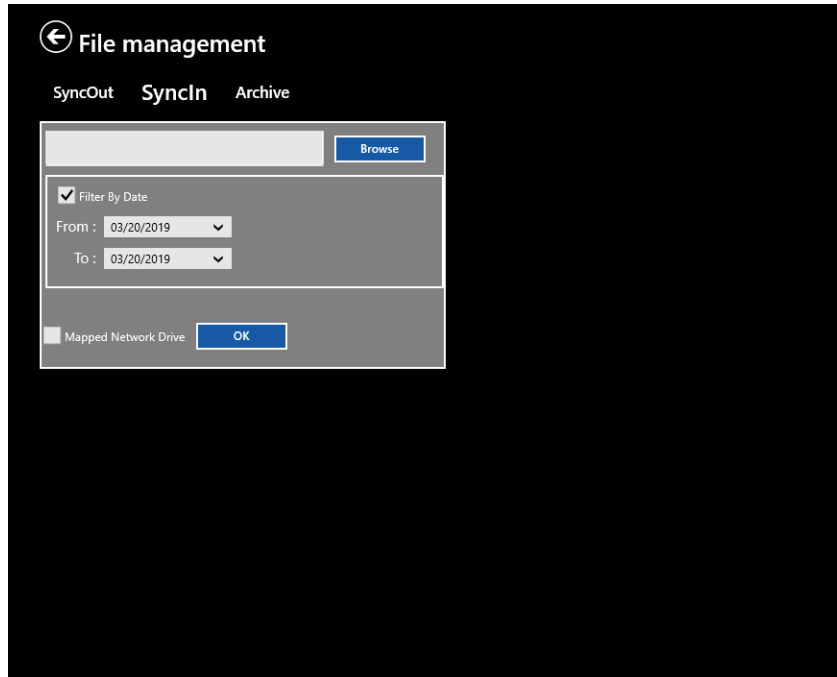 File management
SyncOut SyncIn Archive
Browse
Filter By Date
From : 03/20/2019
To : 03/20/2019
Mapped Network Drive OK